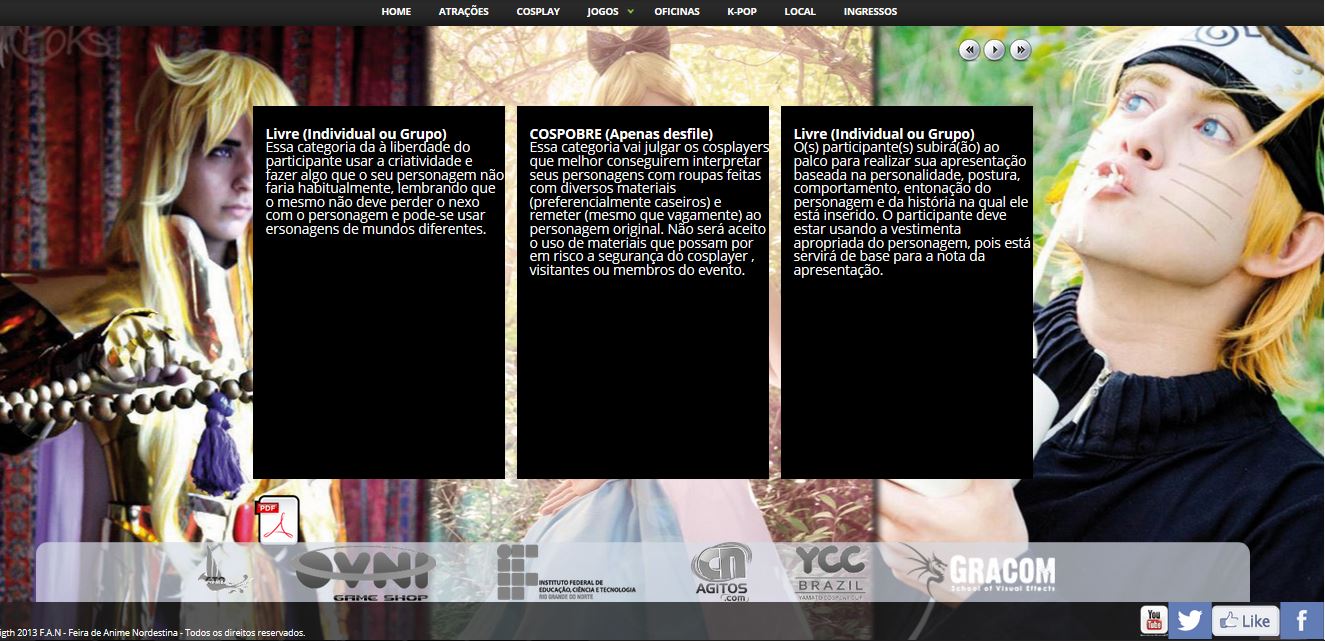 HOME ATRAÇÕES COSPLAY JOGOS OFICINAS K-POP LOCAL INGRESSOS
Livre (Individual ou Grupo)
Essa categoria da à liberdade do
participante usar a criatividade e
fazer algo que o seu personagem não
faria habitualmente, lembrando que
o mesmo não deve perder o nexo
com o personagem e pode-se usar
ersonagens de mundos diferentes.
COSPOBRE (Apenas desfile)
Essa categoria vai julgar os cosplayers
que melhor conseguirem interpretar
seus personagens com roupas feitas
com diversos materiais
(preferencialmente caseiros) e
remeter (mesmo que vagamente) ao
personagem original. Não será aceito
o uso de materiais que possam por
em risco a segurança do cosplayer ,
visitantes ou membros do evento.
Livre (Individual ou Grupo)
O(s) participante(s) subirá(ão) ao
palco para realizar sua apresentação
baseada na personalidade, postura,
comportamento, entonação do
personagem e da história na qual ele
está inserido. O participante deve
estar usando a vestimenta
apropriada do personagem, pois está
servirá de base para a nota da
apresentação.
PDF
OVNI
GAME SHOP
INSTITUTO FEDERAL DE
EDUCAÇÃO, CIÊNCIA E TECNOLOGIA
RIO GRANDE DO NORTE
cn
AGITOS
.com
YCC
BRAZIL
YAMATO COSPLAY CUP
GRACOM
School of Visual Effects
You
Tube
Like
igth 2013 F.A.N - Feira de Anime Nordestina - Todos os direitos reservados.